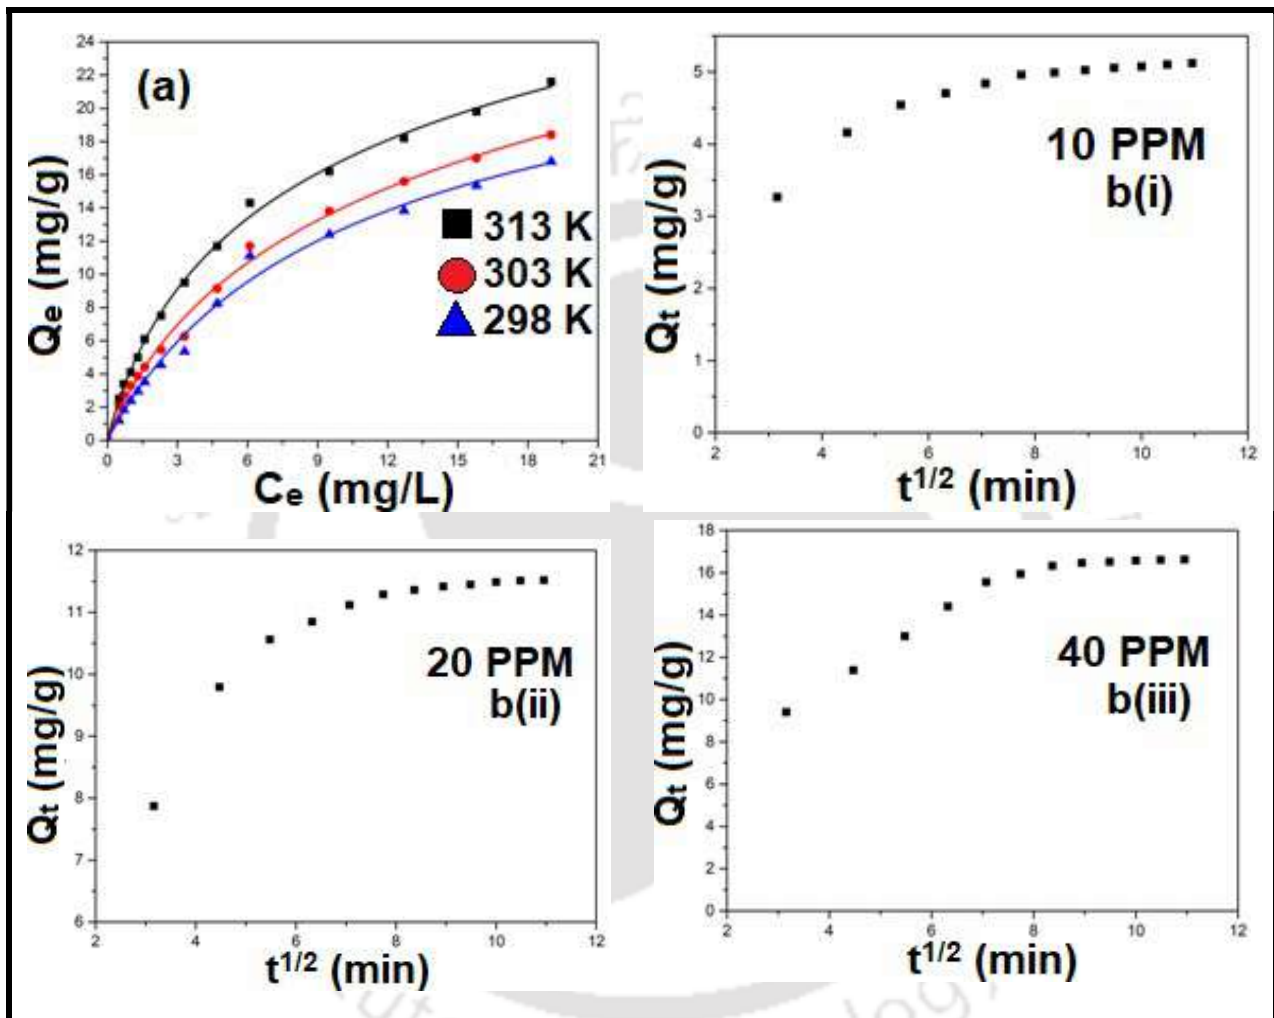 (a)
24
22
20
18
16
14
12
10
8
6
4
2
0
Qe (mg/g)
313 K
303 K
298 K
0 3 6 9 12 15 18 21
Ce (mg/L)
5
4
3
2
1
0
Qt (mg/g)
10 PPM
b(i)
2 4 6 8 10 12
t1/2 (min)
12
11
10
9
8
7
6
Qt (mg/g)
20 PPM
b(ii)
2 4 6 8 10 12
t1/2 (min)
18
16
14
12
10
8
6
4
2
0
Qt (mg/g)
40 PPM
b(iii)
2 4 6 8 10 12
t1/2 (min)